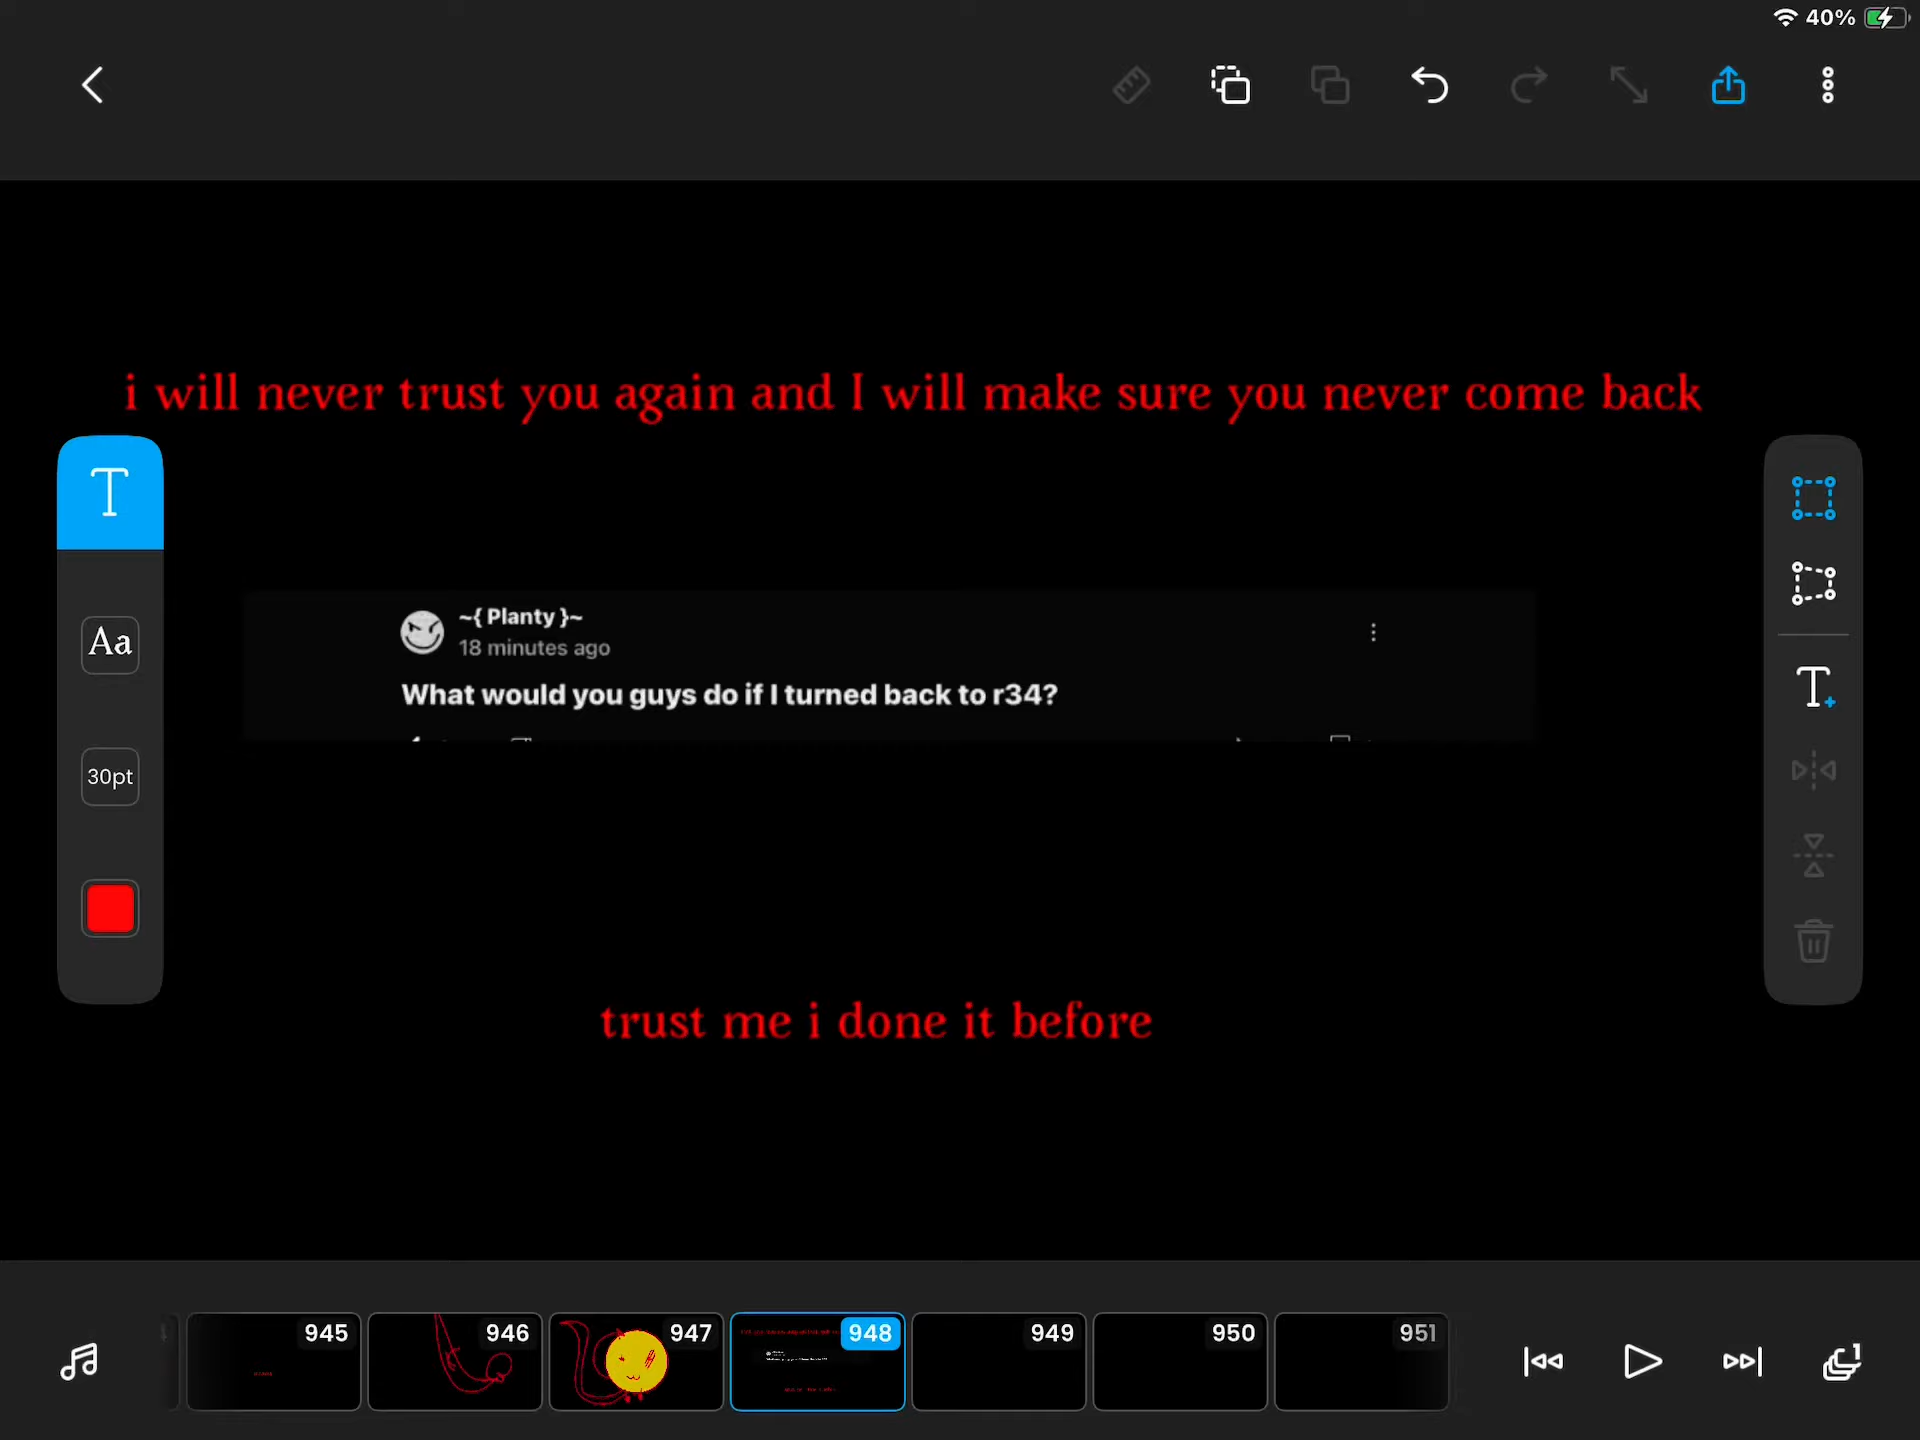 40%
i will never trust you again and I will make sure you never come back
T
Aa
30pt
~{ Planty }~
18 minutes ago
What would you guys do if I turned back to r34?
T+
trust me i done it before
945
946
947
948
949
950
951
1